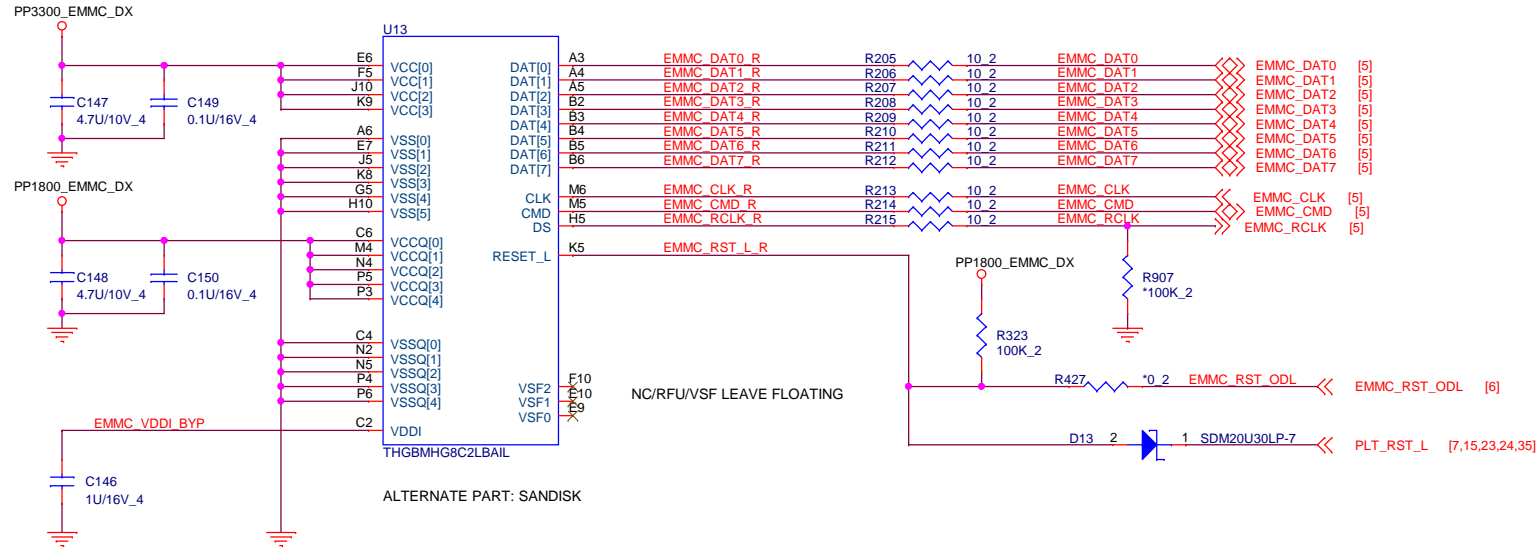 PP3300_EMMC_DX
U13
E6 VCC[0] DAT[0] A3 EMMC_DAT0_R R205 10_2 EMMC_DAT0 EMMC_DAT0 [5]
F5 VCC[1] DAT[1] A4 EMMC_DAT1_R R206 10_2 EMMC_DAT1 EMMC_DAT1 [5]
J10 VCC[2] DAT[2] A5 EMMC_DAT2_R R207 10_2 EMMC_DAT2 EMMC_DAT2 [5]
K9 VCC[3] DAT[3] B2 EMMC_DAT3_R R208 10_2 EMMC_DAT3 EMMC_DAT3 [5]
C147 C149
4.7U/10V_4 0.1U/16V_4
DAT[4] B3 EMMC_DAT4_R R209 10_2 EMMC_DAT4 EMMC_DAT4 [5]
A6 VSS[0] DAT[5] B4 EMMC_DAT5_R R210 10_2 EMMC_DAT5 EMMC_DAT5 [5]
E7 VSS[1] DAT[6] B5 EMMC_DAT6_R R211 10_2 EMMC_DAT6 EMMC_DAT6 [5]
J5 VSS[2] DAT[7] B6 EMMC_DAT7_R R212 10_2 EMMC_DAT7 EMMC_DAT7 [5]
K8 VSS[3]
PP1800_EMMC_DX
G5 VSS[4] CLK M6 EMMC_CLK_R R213 10_2 EMMC_CLK EMMC_CLK [5]
H10 VSS[5] CMD M5 EMMC_CMD_R R214 10_2 EMMC_CMD EMMC_CMD [5]
DS H5 EMMC_RCLK_R R215 10_2 EMMC_RCLK EMMC_RCLK [5]
C6 VCCQ[0]
M4 VCCQ[1] RESET_L K5 EMMC_RST_L_R
N4 VCCQ[2]
P5 VCCQ[3]
P3 VCCQ[4]
C148 C150
4.7U/10V_4 0.1U/16V_4
PP1800_EMMC_DX
R907
*100K_2
R323
100K_2
C4 VSSQ[0]
N2 VSSQ[1]
N5 VSSQ[2]
P4 VSSQ[3]
P6 VSSQ[4]
VSF2 F10
VSF1 E10
VSF0 E9
NC/RFU/VSF LEAVE FLOATING
R427 *0_2 EMMC_RST_ODL EMMC_RST_ODL [6]
EMMC_VDDI_BYP C2 VDDI
D13 2 1 SDM20U30LP-7 PLT_RST_L [7,15,23,24,35]
THGBMHG8C2LBAIL
C146
1U/16V_4
ALTERNATE PART: SANDISK